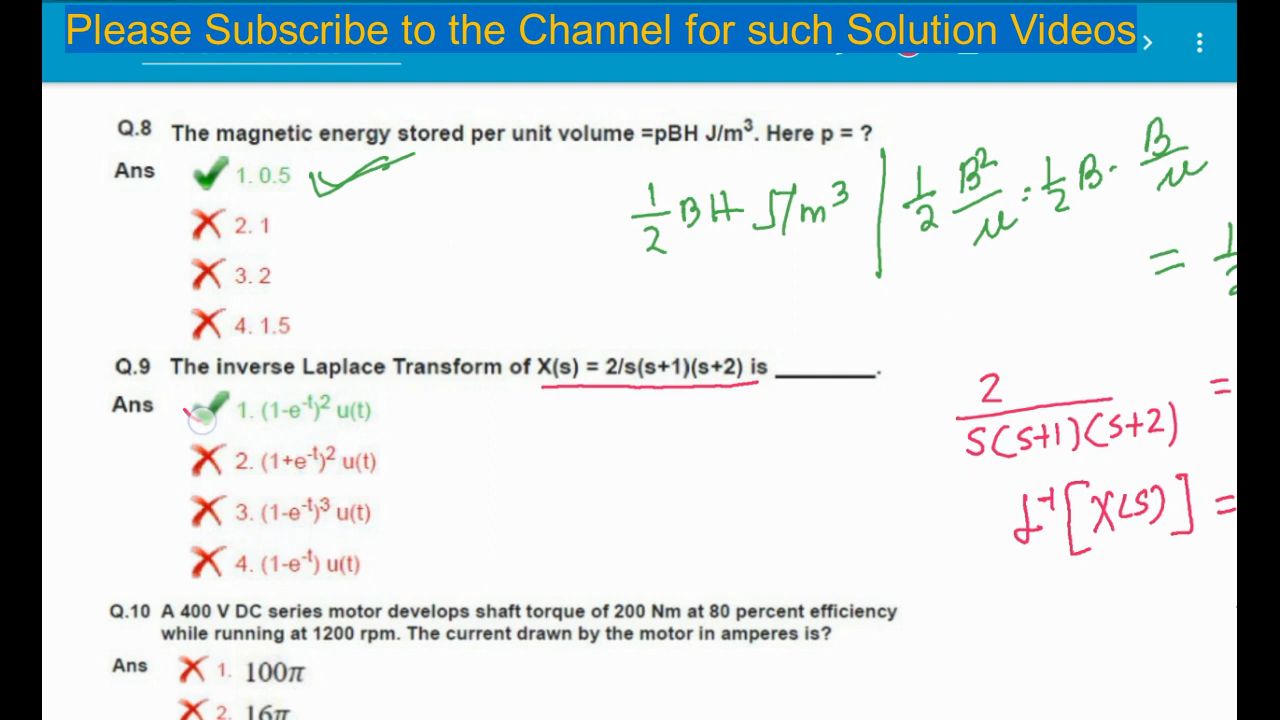 Please Subscribe to the Channel for such Solution Videos
Q.8 The magnetic energy stored per unit volume =pBH J/m³. Here p = ?
Ans 1. 0.5
2. 1
3. 2
4. 1.5
1/2 BH J/m³ | 1/2 B²/μ = 1/2 B · B/μ
= 1/2
Q.9 The inverse Laplace Transform of X(s) = 2/s(s+1)(s+2) is ________.
Ans 1. (1-e⁻ᵗ)² u(t)
2. (1+e⁻ᵗ)² u(t)
3. (1-e⁻ᵗ)³ u(t)
4. (1-e⁻ᵗ) u(t)
2/S(S+1)(S+2) =
L⁻¹[X(S)] =
Q.10 A 400 V DC series motor develops shaft torque of 200 Nm at 80 percent efficiency
while running at 1200 rpm. The current drawn by the motor in amperes is?
Ans 1. 100π
2. 16π